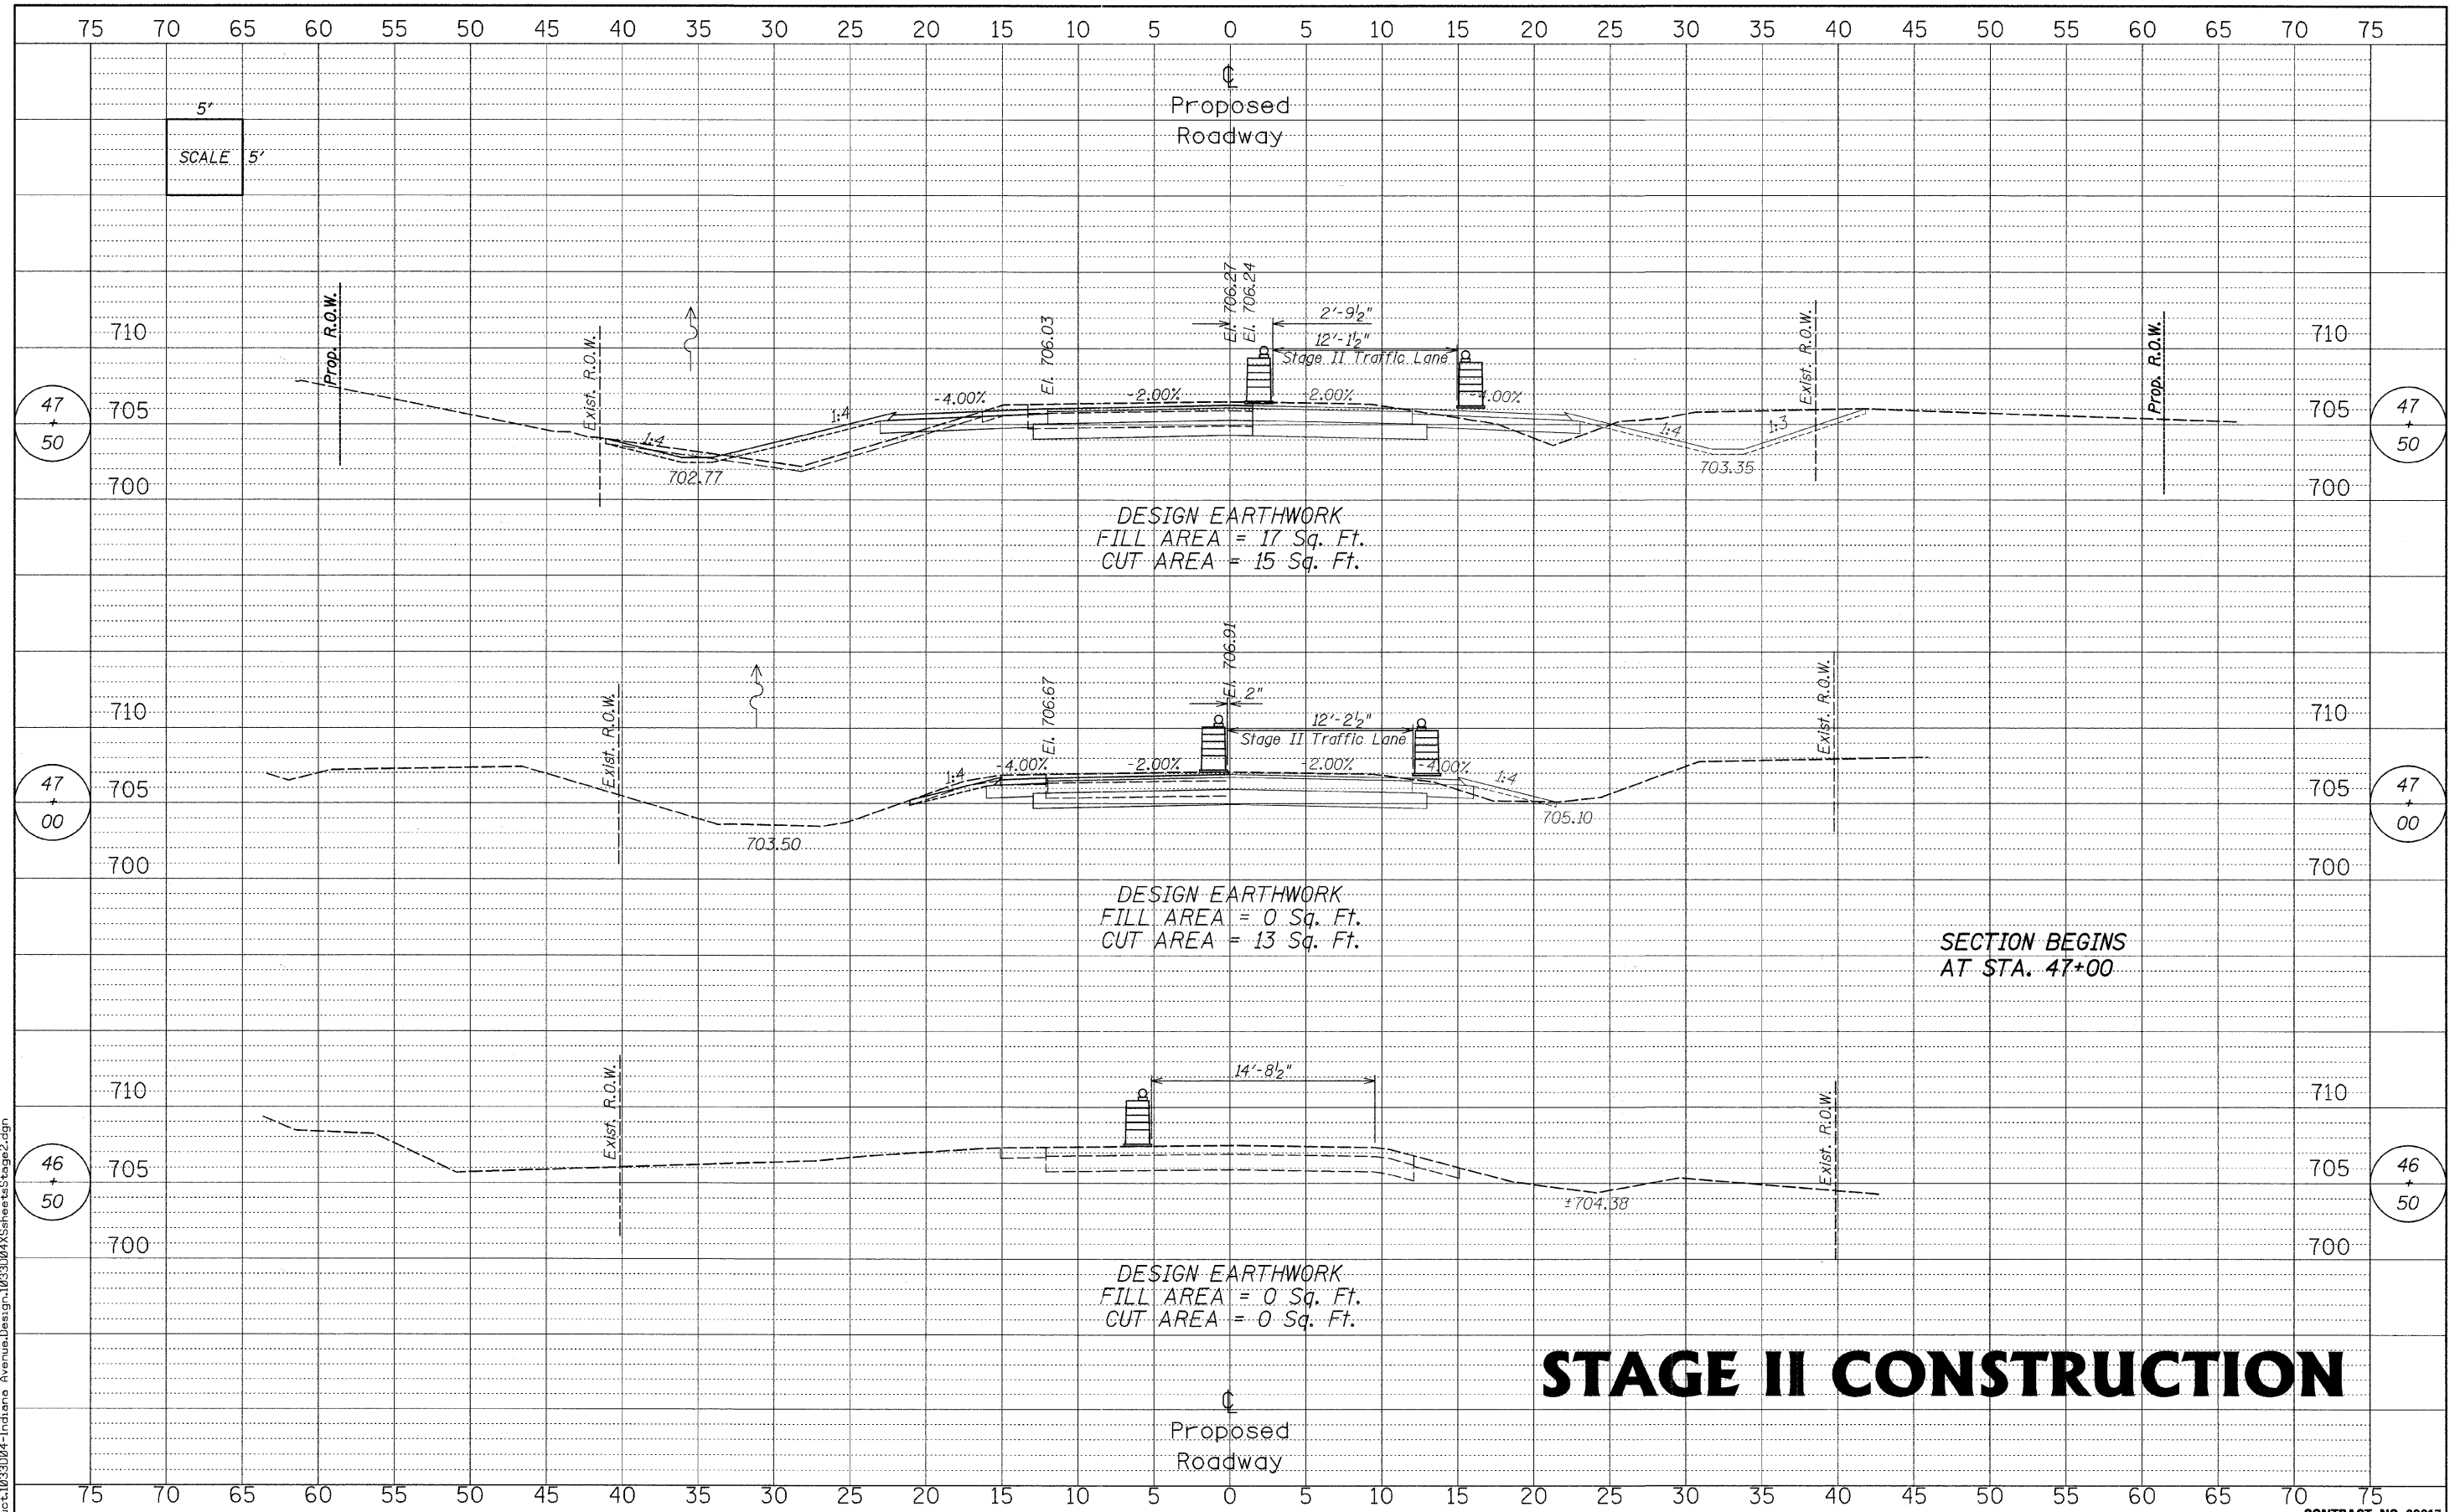 75 70 65 60 55 50 45 40 35 30 25 20 15 10 5 0 5 10 15 20 25 30 35 40 45 50 55 60 65 70 75
℄
Proposed
Roadway
5'
SCALE 5'
47
+
50
710
705
700
Prop. R.O.W.
Exist. R.O.W.
1:4
702.77
1:4
-4.00%
El. 706.03
-2.00%
El. 706.27
El. 706.24
2'-9½"
12'-1½"
Stage II Traffic Lane
-2.00%
-4.00%
1:4
703.35
1:3
Exist. R.O.W.
Prop. R.O.W.
710
705
700
47
+
50
DESIGN EARTHWORK
FILL AREA = 17 Sq. Ft.
CUT AREA = 15 Sq. Ft.
47
+
00
710
705
700
Exist. R.O.W.
703.50
1:4
-4.00%
El. 706.67
-2.00%
El. 706.91
2"
12'-2½"
Stage II Traffic Lane
-2.00%
-4.00%
1:4
705.10
Exist. R.O.W.
710
705
700
47
+
00
DESIGN EARTHWORK
FILL AREA = 0 Sq. Ft.
CUT AREA = 13 Sq. Ft.
SECTION BEGINS
AT STA. 47+00
46
+
50
710
705
700
Exist. R.O.W.
14'-8½"
±704.38
Exist. R.O.W.
710
705
700
46
+
50
DESIGN EARTHWORK
FILL AREA = 0 Sq. Ft.
CUT AREA = 0 Sq. Ft.
STAGE II CONSTRUCTION
℄
Proposed
Roadway
75 70 65 60 55 50 45 40 35 30 25 20 15 10 5 0 5 10 15 20 25 30 35 40 45 50 55 60 65 70 75
CONTRACT NO.